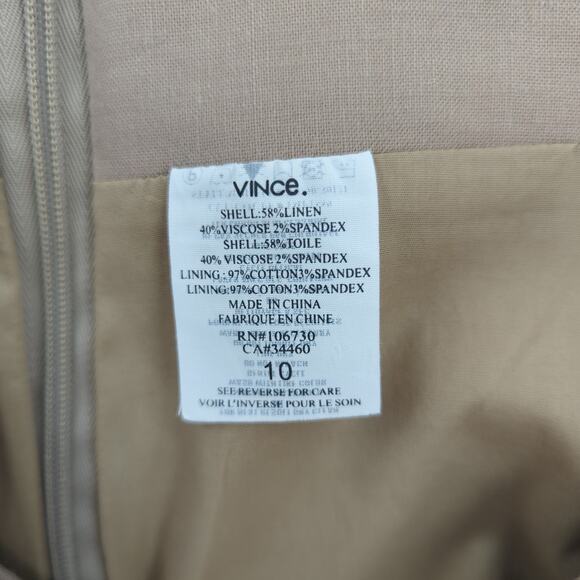 VINCE.
SHELL:58%LINEN
40%VISCOSE 2%SPANDEX
SHELL:58%TOILE
40% VISCOSE 2%SPANDEX
LINING: 97%COTTON3%SPANDEX
LINING:97%COTON3%SPANDEX
MADE IN CHINA
FABRIQUE EN CHINE
RN#106730
CA#34460
10
SEE REVERSE FOR CARE
VOIR L'INVERSE POUR LE SOIN